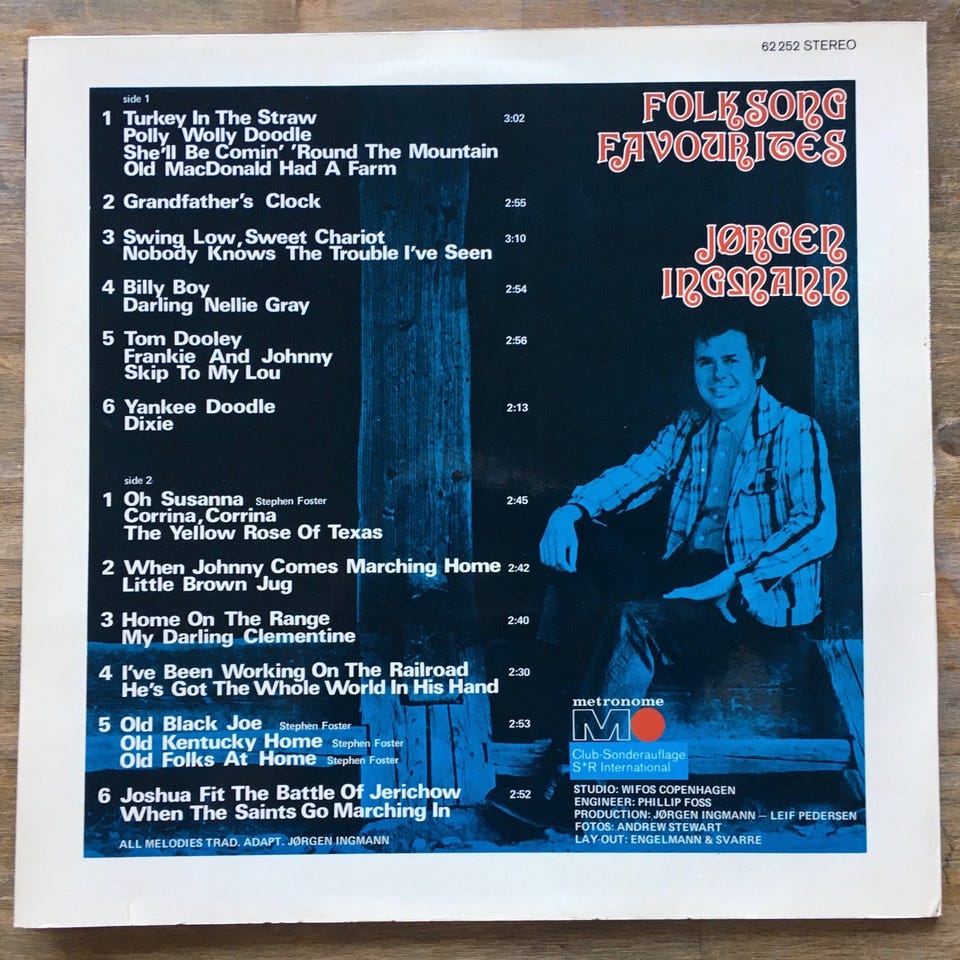 62 252 STEREO
FOLKSONG
FAVOURITES
JØRGEN
INGMANN
side 1
1 Turkey In The Straw 3:02
Polly Wolly Doodle
She'll Be Comin' 'Round The Mountain
Old MacDonald Had A Farm
2 Grandfather's Clock 2:55
3 Swing Low, Sweet Chariot 3:10
Nobody Knows The Trouble I've Seen
4 Billy Boy 2:54
Darling Nellie Gray
5 Tom Dooley 2:56
Frankie And Johnny
Skip To My Lou
6 Yankee Doodle 2:13
Dixie
side 2
1 Oh Susanna Stephen Foster 2:45
Corrina, Corrina
The Yellow Rose Of Texas
2 When Johnny Comes Marching Home 2:42
Little Brown Jug
3 Home On The Range 2:40
My Darling Clementine
4 I've Been Working On The Railroad 2:30
He's Got The Whole World In His Hand
5 Old Black Joe Stephen Foster 2:53
Old Kentucky Home Stephen Foster
Old Folks At Home Stephen Foster
6 Joshua Fit The Battle Of Jerichow 2:52
When The Saints Go Marching In
ALL MELODIES TRAD. ADAPT. JØRGEN INGMANN
metronome
M
Club-Sonderauflage
S*R International
STUDIO: WIFOS COPENHAGEN
ENGINEER: PHILLIP FOSS
PRODUCTION: JØRGEN INGMANN – LEIF PEDERSEN
FOTOS: ANDREW STEWART
LAY-OUT: ENGELMANN & SVARRE